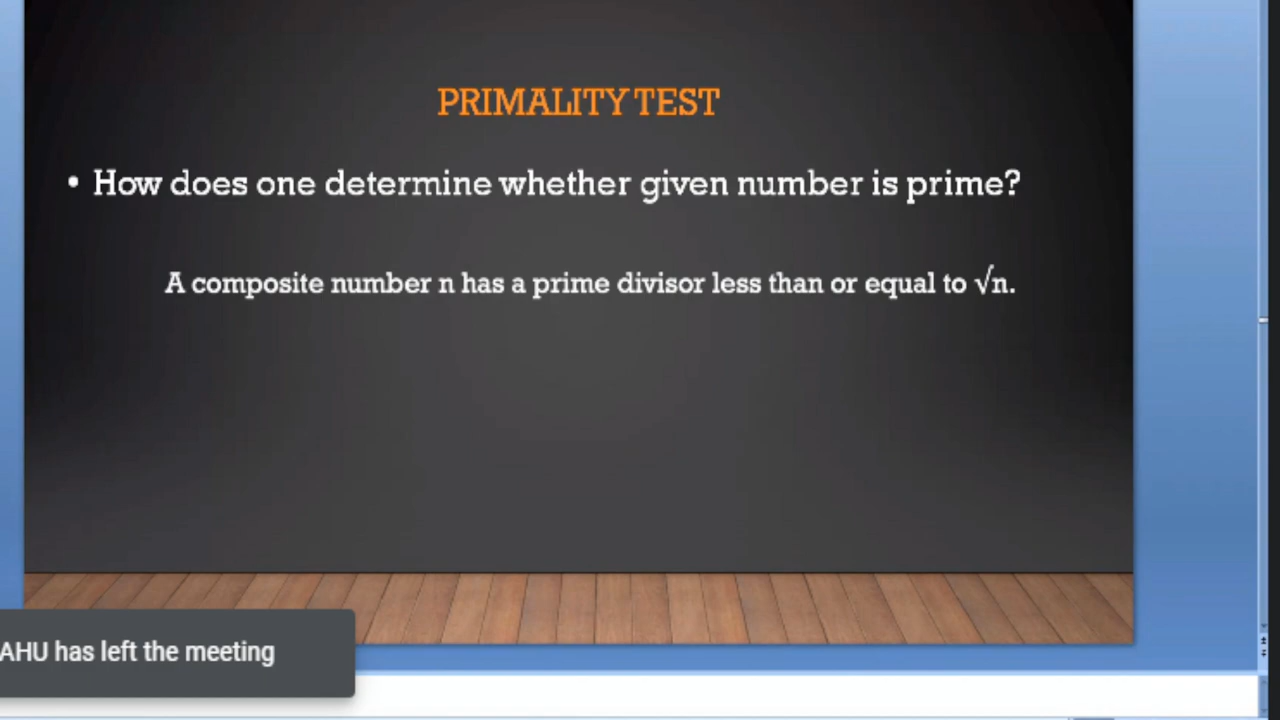 PRIMALITY TEST
• How does one determine whether given number is prime?
A composite number n has a prime divisor less than or equal to √n.
AHU has left the meeting